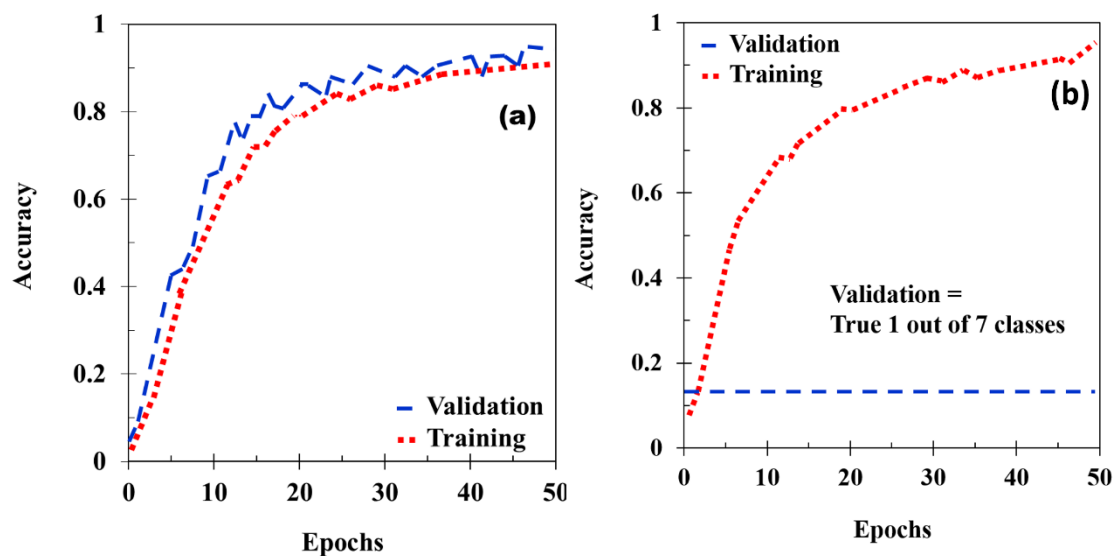 1
0.8
0.6
0.4
0.2
0
Accuracy
(a)
Validation
Training
0 10 20 30 40 50
Epochs
1
0.8
0.6
0.4
0.2
0
Accuracy
Validation
Training
(b)
Validation =
True 1 out of 7 classes
0 10 20 30 40 50
Epochs